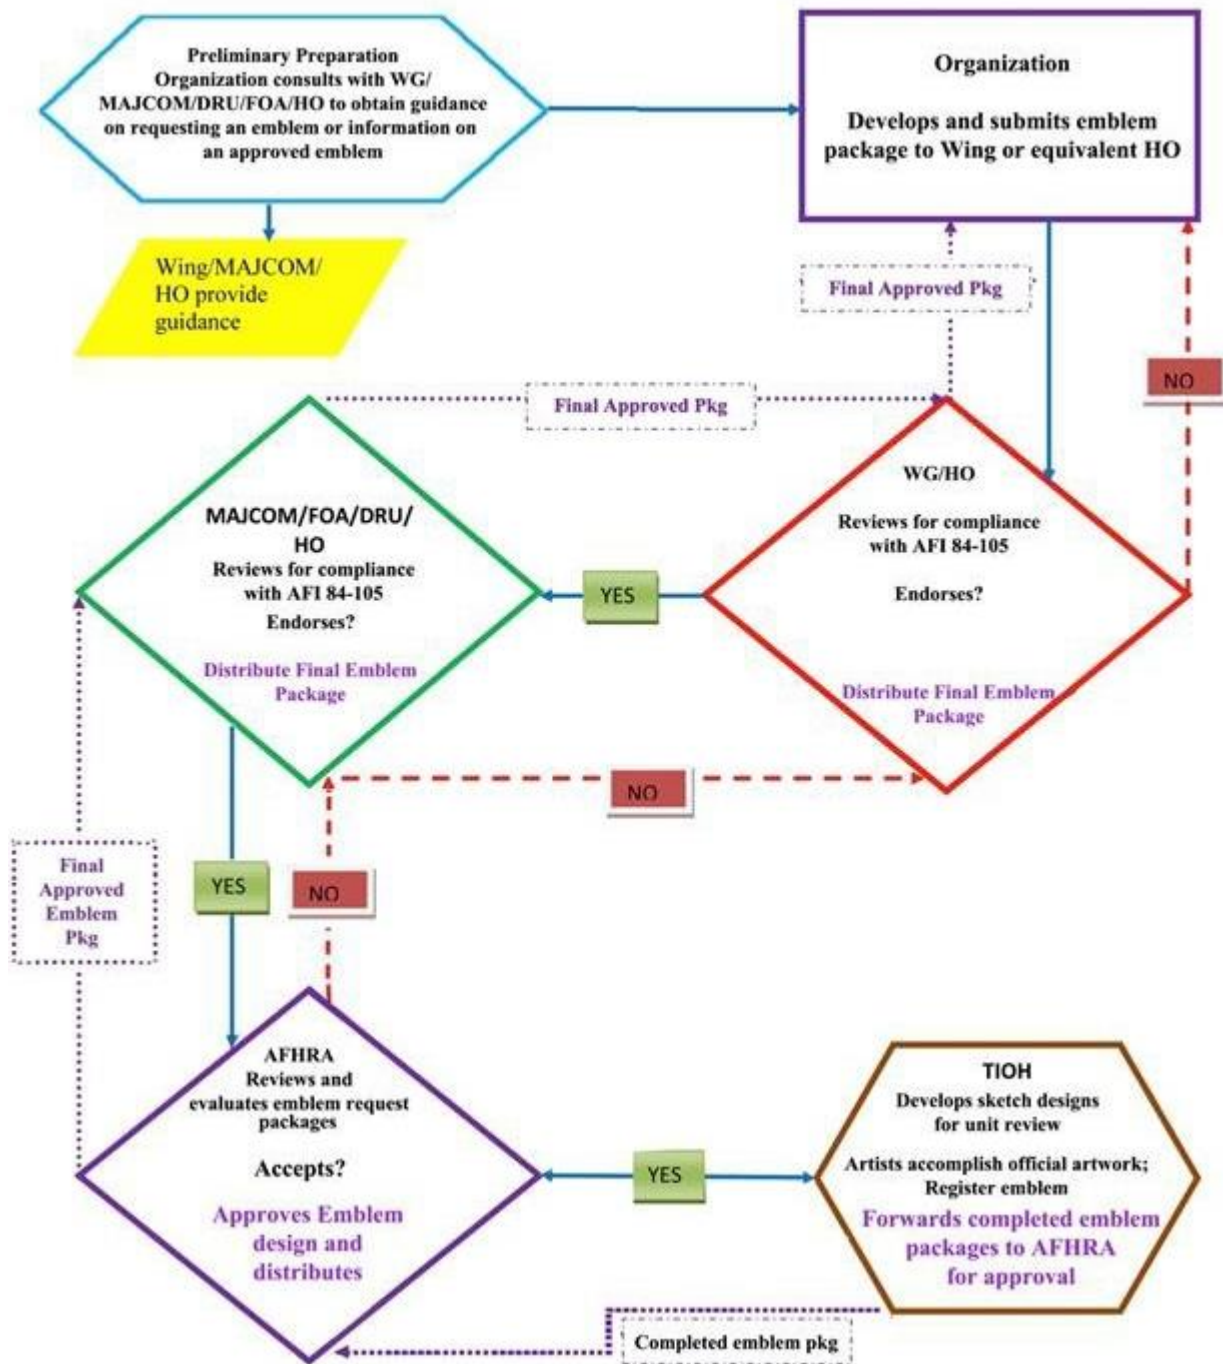 Preliminary Preparation
Organization consults with WG/
MAJCOM/DRU/FOA/HO to obtain guidance
on requesting an emblem or information on
an approved emblem
Organization
Develops and submits emblem
package to Wing or equivalent HO
Wing/MAJCOM/
HO provide
guidance
Final Approved Pkg
NO
Final Approved Pkg
MAJCOM/FOA/DRU/
HO
Reviews for compliance
with AFI 84-105
Endorses?
Distribute Final Emblem
Package
YES
WG/HO
Reviews for compliance
with AFI 84-105
Endorses?
Distribute Final Emblem
Package
NO
Final
Approved
Emblem
Pkg
YES
NO
AFHRA
Reviews and
evaluates emblem request
packages
Accepts?
Approves Emblem
design and
distributes
YES
TIOH
Develops sketch designs
for unit review
Artists accomplish official artwork;
Register emblem
Forwards completed emblem
packages to AFHRA
for approval
Completed emblem pkg